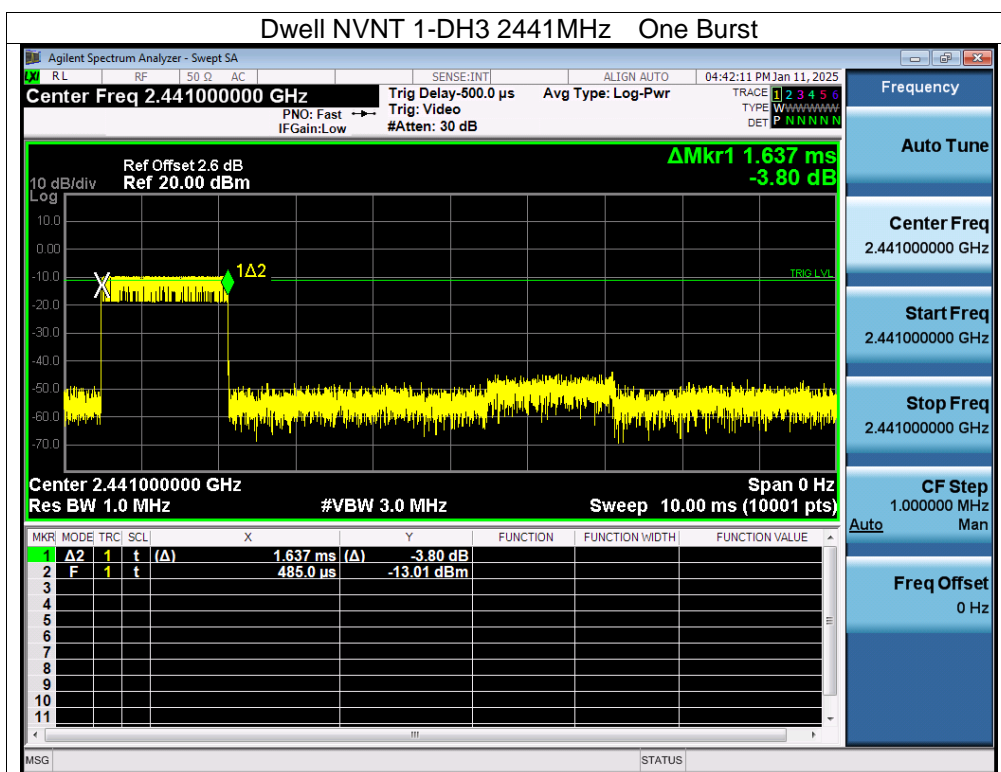 Dwell NVNT 1-DH3 2441MHz One Burst
Agilent Spectrum Analyzer - Swept SA
LXI RL RF 50 Ω AC SENSE:INT ALIGN AUTO 04:42:11 PM Jan 11, 2025
Center Freq 2.441000000 GHz Trig Delay-500.0 µs Avg Type: Log-Pwr TRACE 1 2 3 4 5 6
PNO: Fast Trig: Video TYPE WWWWWW
IFGain:Low #Atten: 30 dB DET P N N N N N
Frequency
Auto Tune
Center Freq
2.441000000 GHz
Start Freq
2.441000000 GHz
Stop Freq
2.441000000 GHz
CF Step
1.000000 MHz
Auto Man
Freq Offset
0 Hz
ΔMkr1 1.637 ms
-3.80 dB
Ref Offset 2.6 dB
10 dB/div Ref 20.00 dBm
Log
10.0
0.00
-10.0
-20.0
-30.0
-40.0
-50.0
-60.0
-70.0
1Δ2
TRIG LVL
Center 2.441000000 GHz Span 0 Hz
Res BW 1.0 MHz #VBW 3.0 MHz Sweep 10.00 ms (10001 pts)
MKR MODE TRC SCL X Y FUNCTION FUNCTION WIDTH FUNCTION VALUE
1 Δ2 1 t (Δ) 1.637 ms (Δ) -3.80 dB
2 F 1 t 485.0 µs -13.01 dBm
3
4
5
6
7
8
9
10
11
MSG STATUS